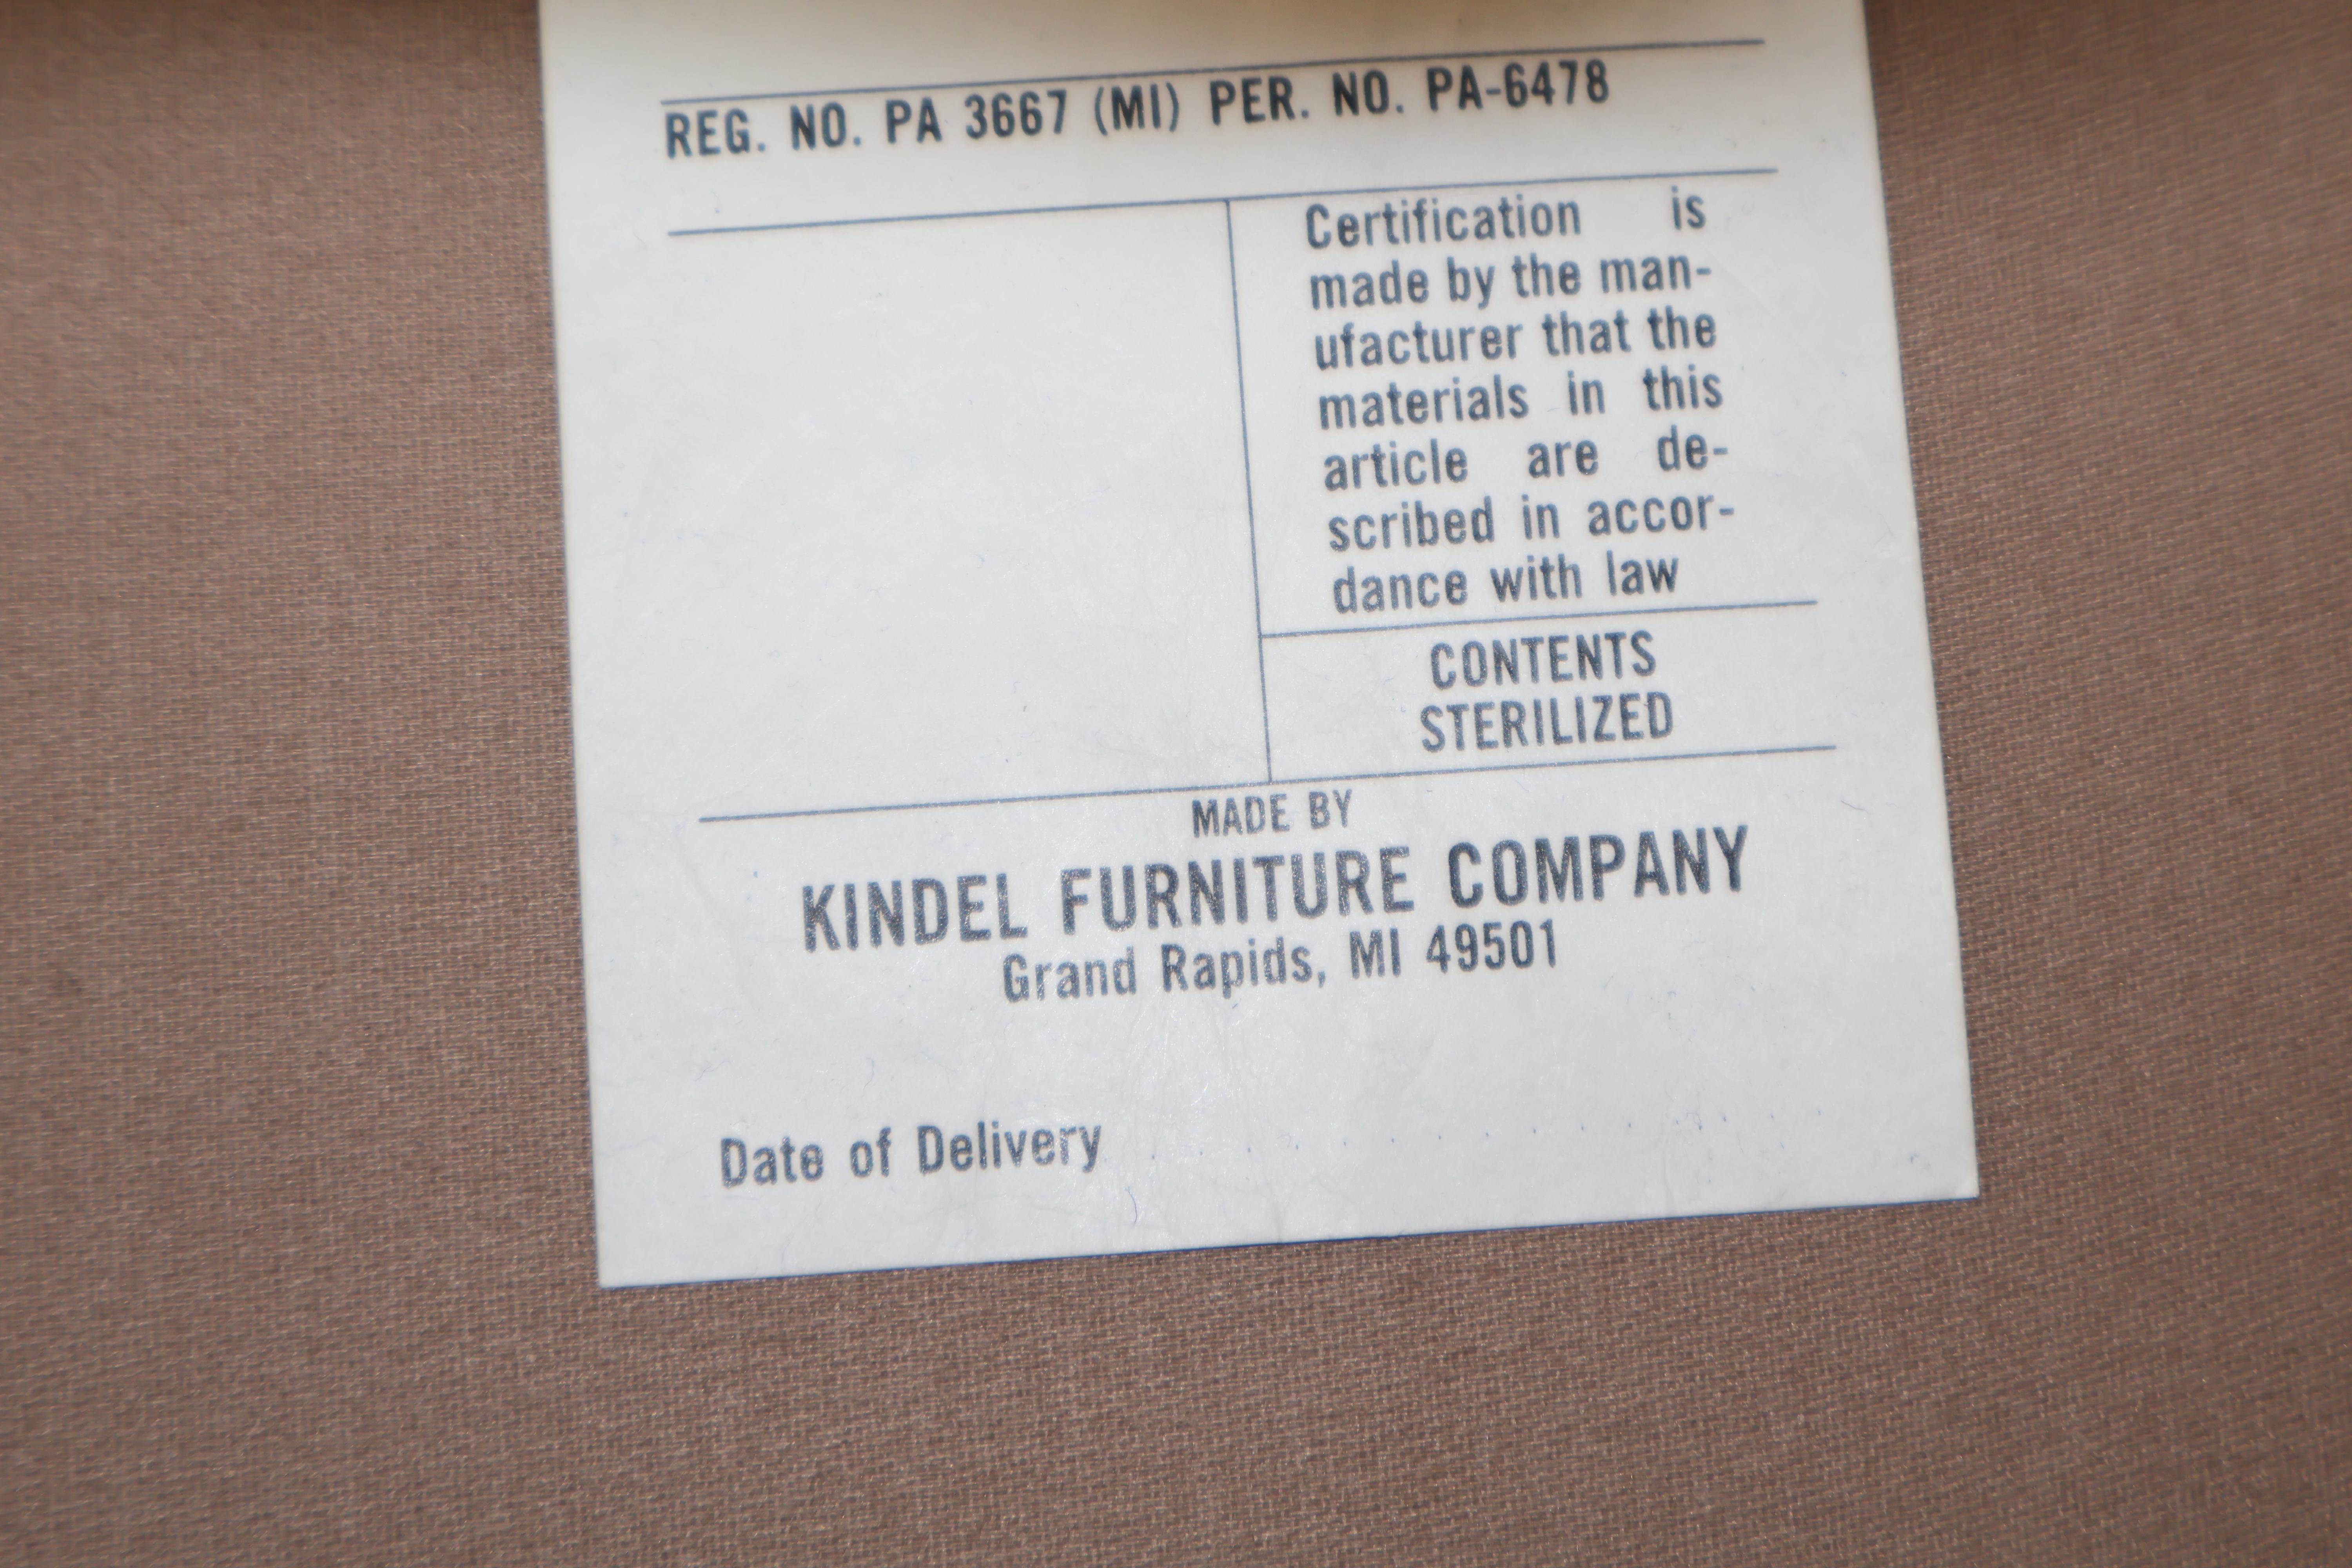 REG. NO. PA 3667 (MI) PER. NO. PA-6478
Certification is
made by the man-
ufacturer that the
materials in this
article are de-
scribed in accor-
dance with law
CONTENTS
STERILIZED
MADE BY
KINDEL FURNITURE COMPANY
Grand Rapids, MI 49501
Date of Delivery